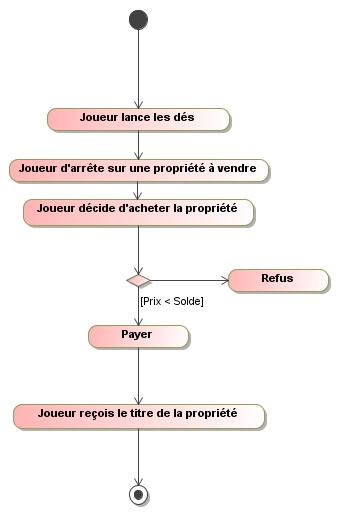 Joueur lance les dés
Joueur d'arrête sur une propriété à vendre
Joueur décide d'acheter la propriété
Refus
[Prix < Solde]
Payer
Joueur reçois le titre de la propriété